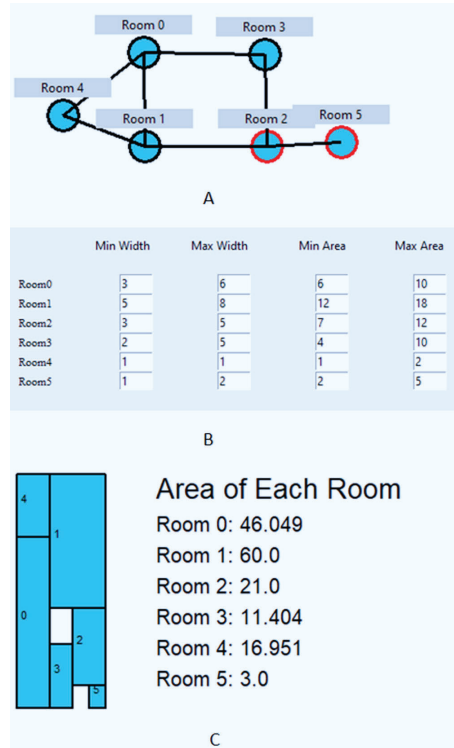 Room 0
Room 3
Room 4
Room 1
Room 2
Room 5
A
Min Width Max Width Min Area Max Area
Room0 3 6 6 10
Room1 5 8 12 18
Room2 3 5 7 12
Room3 2 5 4 10
Room4 1 1 1 2
Room5 1 2 2 5
B
4
1
0
2
3
5
Area of Each Room
Room 0: 46.049
Room 1: 60.0
Room 2: 21.0
Room 3: 11.404
Room 4: 16.951
Room 5: 3.0
C